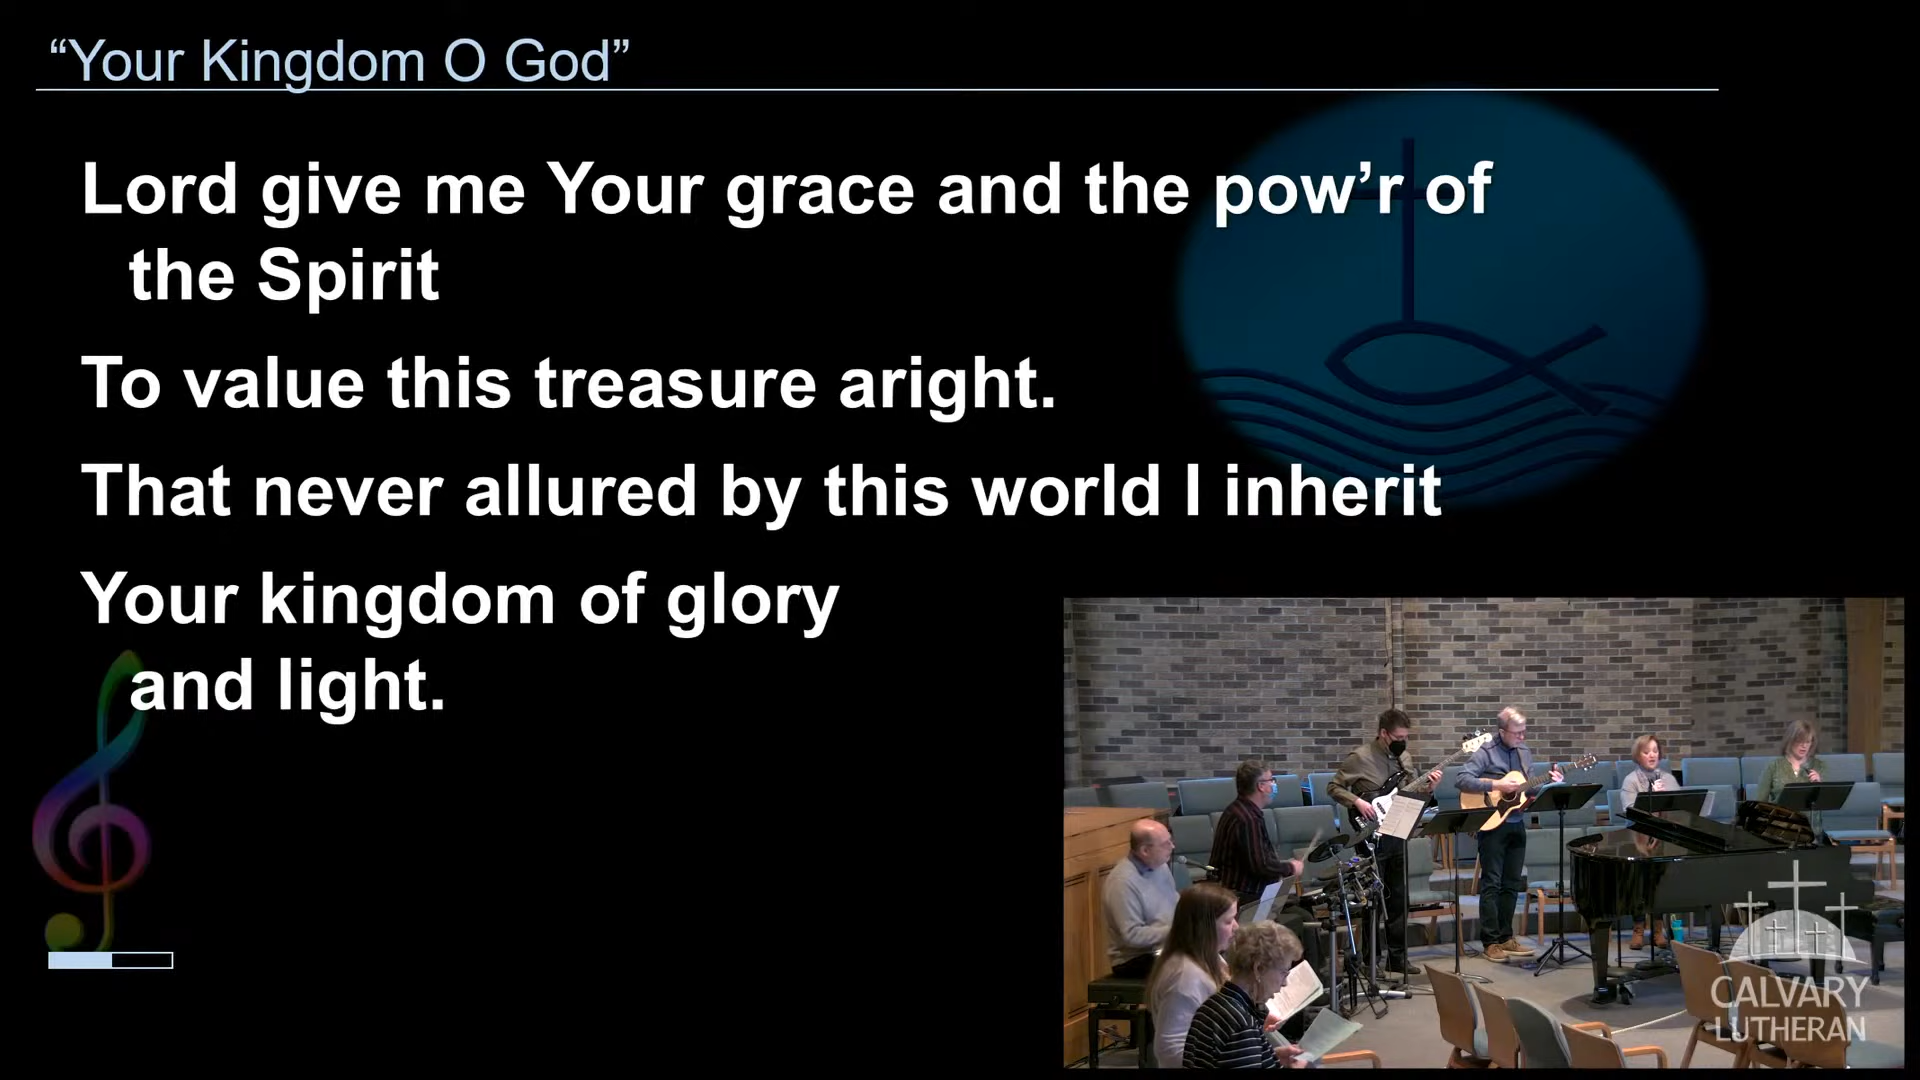 “Your Kingdom O God”
Lord give me Your grace and the pow’r of
the Spirit
To value this treasure aright.
That never allured by this world I inherit
Your kingdom of glory
and light.
CALVARY
LUTHERAN